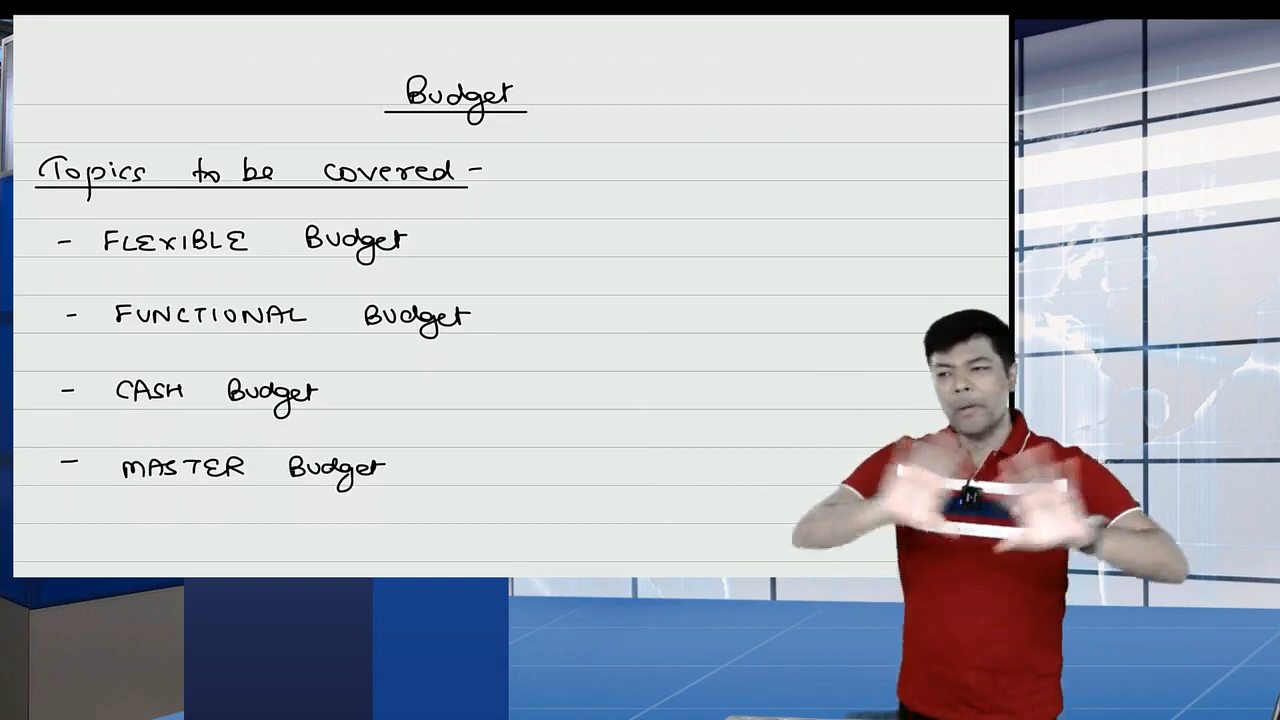 Budget
Topics to be covered -
- FLEXIBLE Budget
- FUNCTIONAL Budget
- CASH Budget
- MASTER Budget